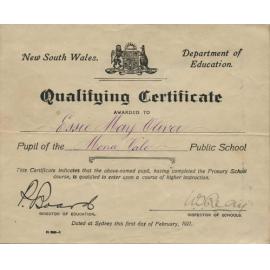 New South Wales. Department of Education.
Qualifying Certificate
AWARDED TO
Essie May Oliver
Pupil of the Mona Vale Public School
This Certificate indicates that the above-named pupil, having completed the Primary School
course, is qualified to enter upon a course of higher instruction.
P. Board
DIRECTOR OF EDUCATION. INSPECTOR OF SCHOOLS.
Dated at Sydney this first day of February, 1921.